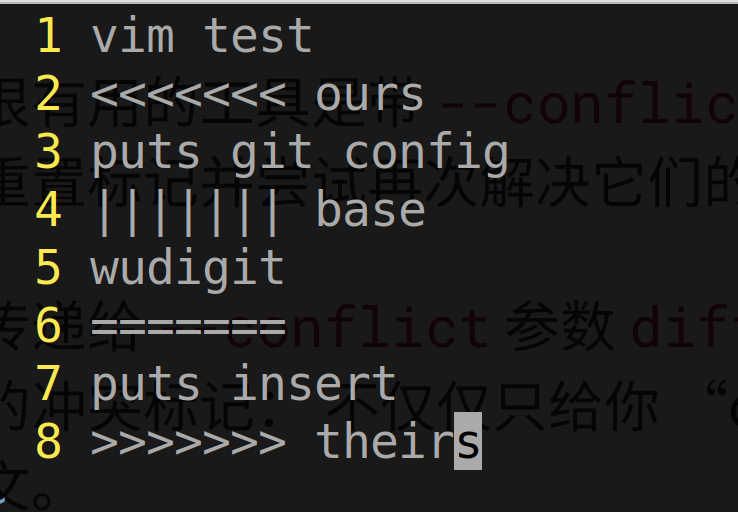 1 vim test
2 <<<<<<< ours
很有用的工具是带 --conflic
3 puts git config
重置标记并尝试再次解决它们的
4 ||||||| base
5 wudigit
6 =======
传递给 --conflict 参数 dif
7 puts insert
的冲突标记： 不仅仅只给你 “
8 >>>>>>> theirs
文。